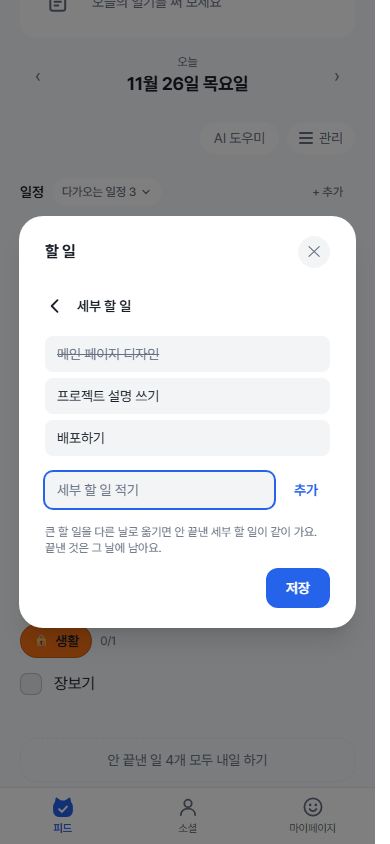 오늘의 일기를 써 보세요
오늘
11월 26일 목요일
AI 도우미
관리
일정
다가오는 일정 3
+ 추가
할 일
세부 할 일
메인 페이지 디자인
프로젝트 설명 쓰기
배포하기
세부 할 일 적기
추가
큰 할 일을 다른 날로 옮기면 안 끝낸 세부 할 일이 같이 가요.
끝낸 것은 그 날에 남아요.
저장
생활
0/1
장보기
안 끝낸 일 4개 모두 내일 하기
피드
소셜
마이페이지